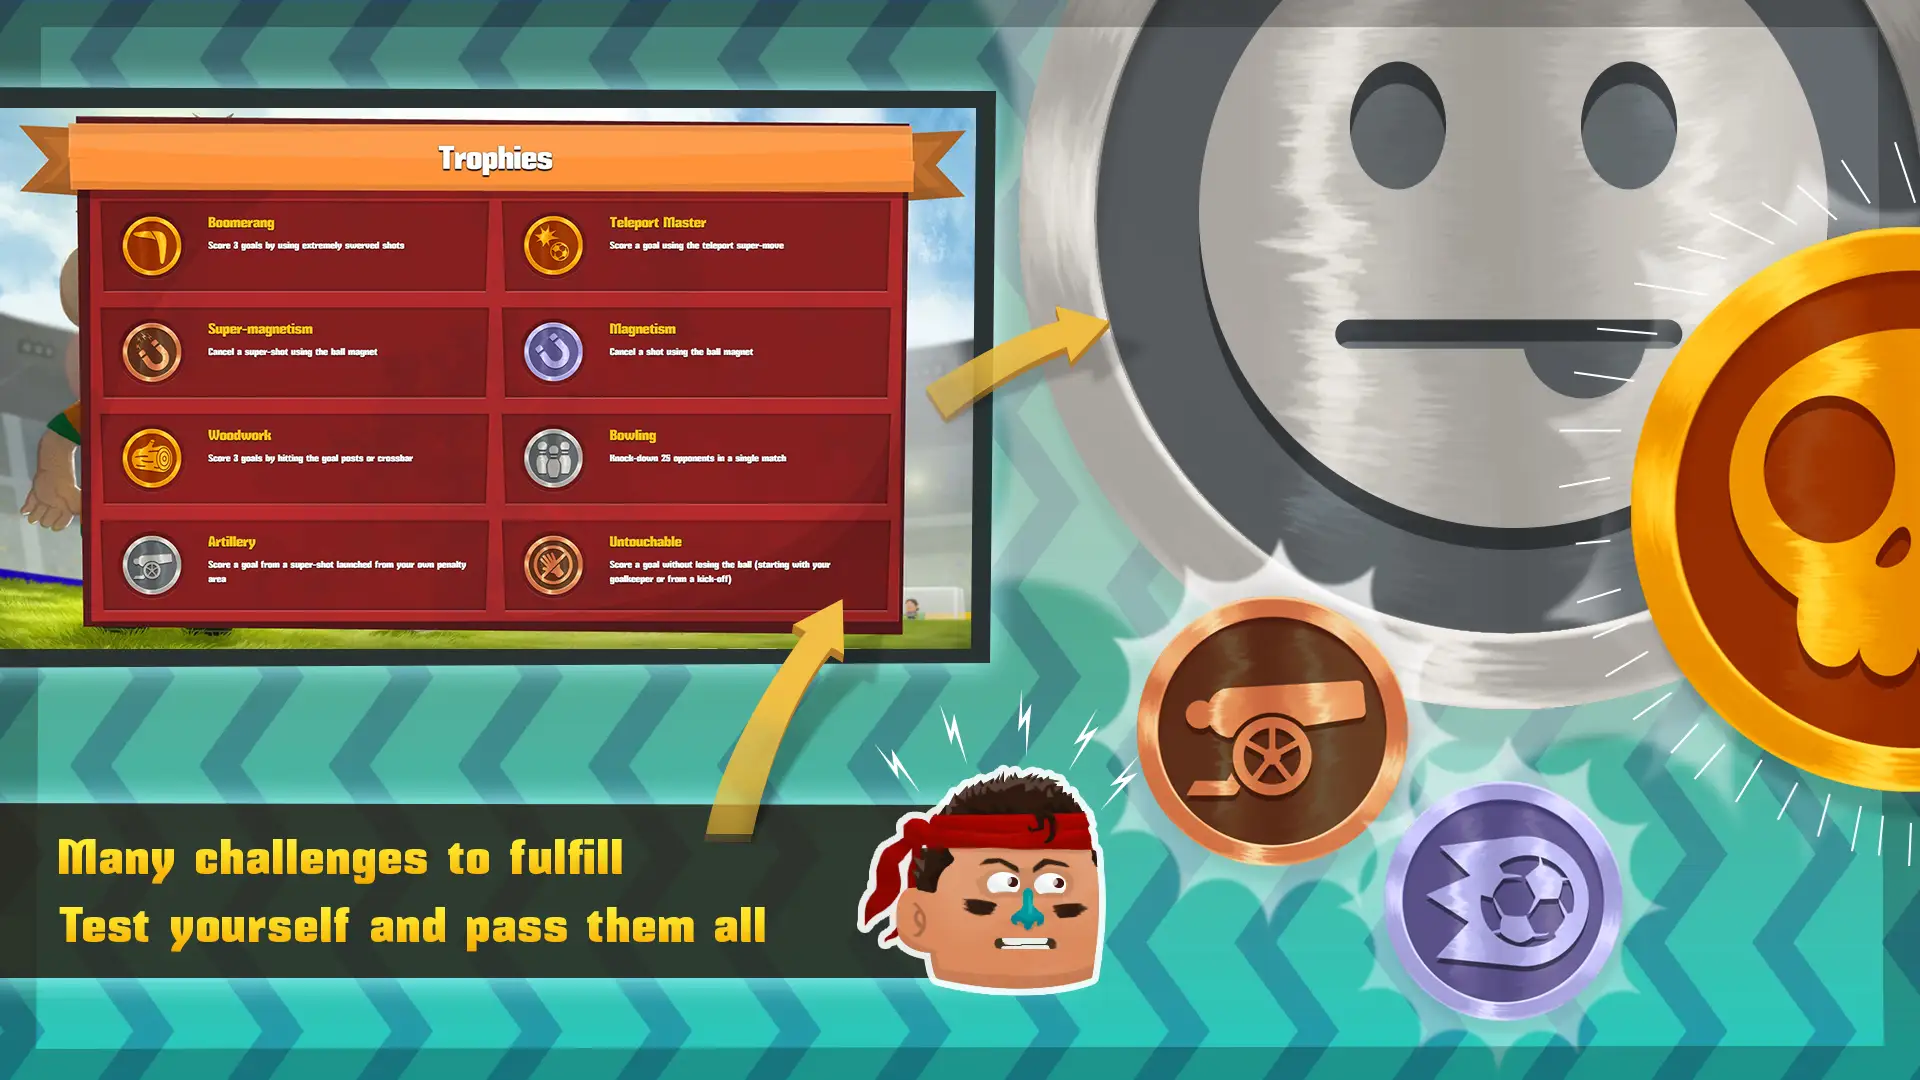 Trophies
Boomerang
Score 3 goals by using extremely swerved shots
Teleport Master
Score a goal using the teleport super-move
Super-magnetism
Cancel a super-shot using the ball magnet
Magnetism
Cancel a shot using the ball magnet
Woodwork
Score 3 goals by hitting the goal posts or crossbar
Bowling
Knock-down 25 opponents in a single match
Artillery
Score a goal from a super-shot launched from your own penalty
area
Untouchable
Score a goal without losing the ball (starting with your
goalkeeper or from a kick-off)
Many challenges to fulfill
Test yourself and pass them all